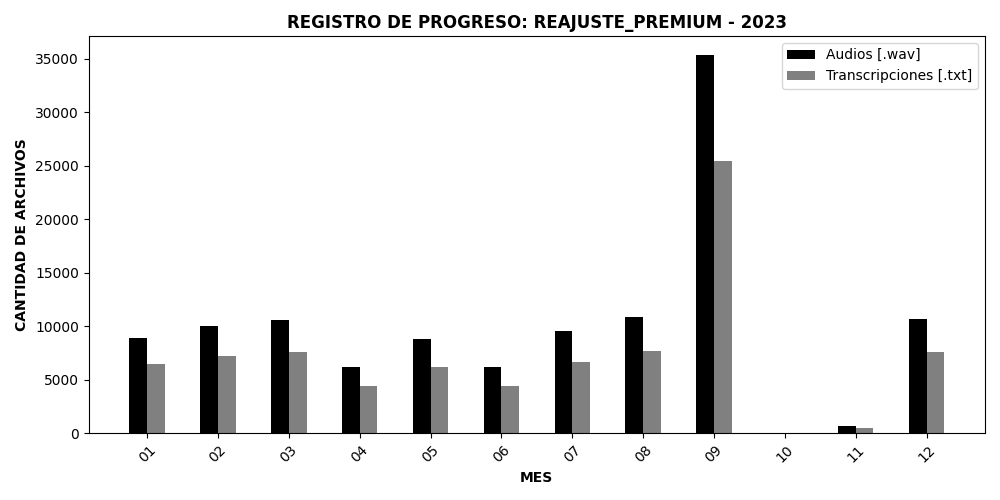 REGISTRO DE PROGRESO: REAJUSTE_PREMIUM - 2023
Audios [.wav]
Transcripciones [.txt]
CANTIDAD DE ARCHIVOS
35000
30000
25000
20000
15000
10000
5000
0
01 02 03 04 05 06 07 08 09 10 11 12
MES